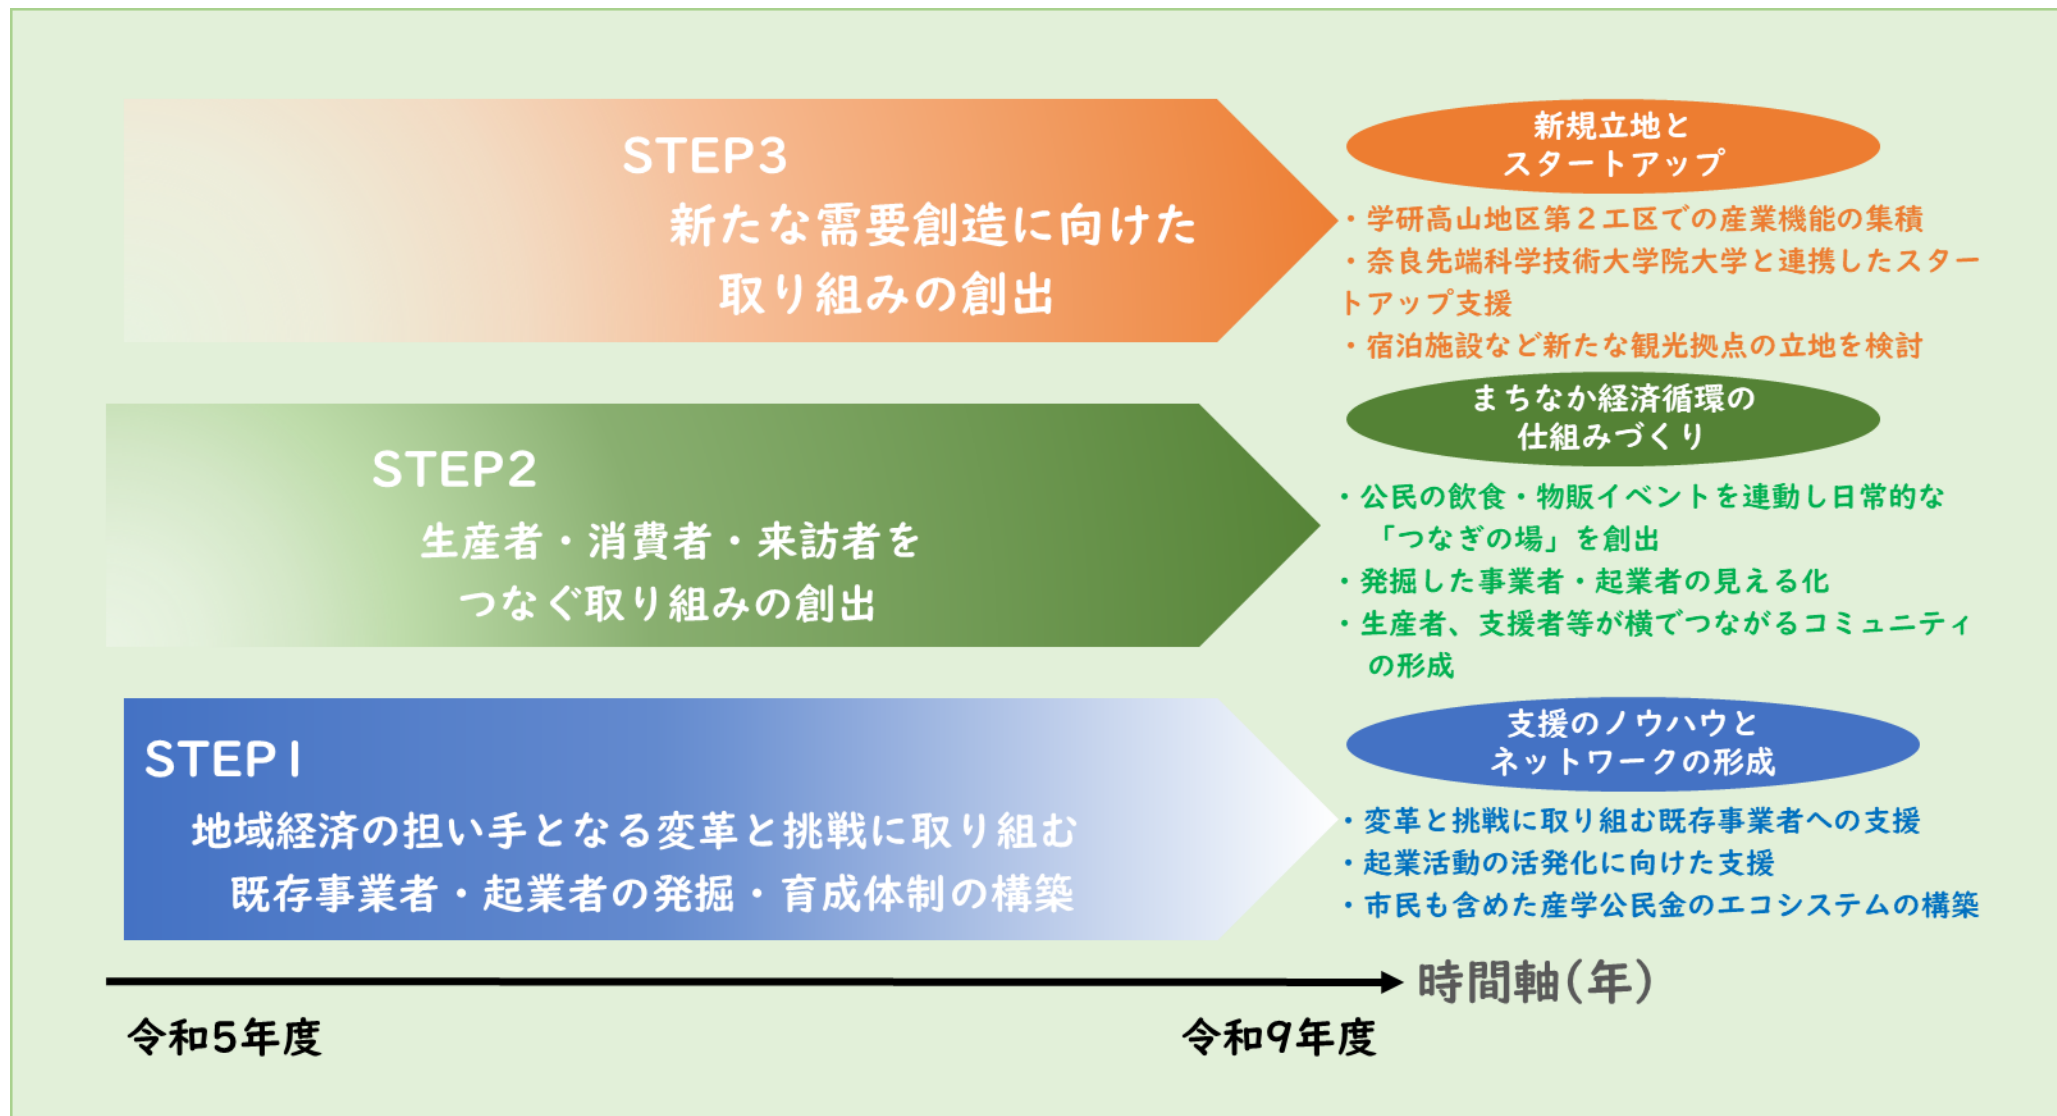 STEP3
新たな需要創造に向けた
取り組みの創出
新規立地と
スタートアップ
・学研高山地区第２工区での産業機能の集積
・奈良先端科学技術大学院大学と連携したスター
トアップ支援
・宿泊施設など新たな観光拠点の立地を検討
STEP2
生産者・消費者・来訪者を
つなぐ取り組みの創出
まちなか経済循環の
仕組みづくり
・公民の飲食・物販イベントを連動し日常的な
「つなぎの場」を創出
・発掘した事業者・起業者の見える化
・生産者、支援者等が横でつながるコミュニティ
の形成
STEP1
地域経済の担い手となる変革と挑戦に取り組む
既存事業者・起業者の発掘・育成体制の構築
支援のノウハウと
ネットワークの形成
・変革と挑戦に取り組む既存事業者への支援
・起業活動の活発化に向けた支援
・市民も含めた産学公民金のエコシステムの構築
時間軸(年)
令和5年度
令和9年度